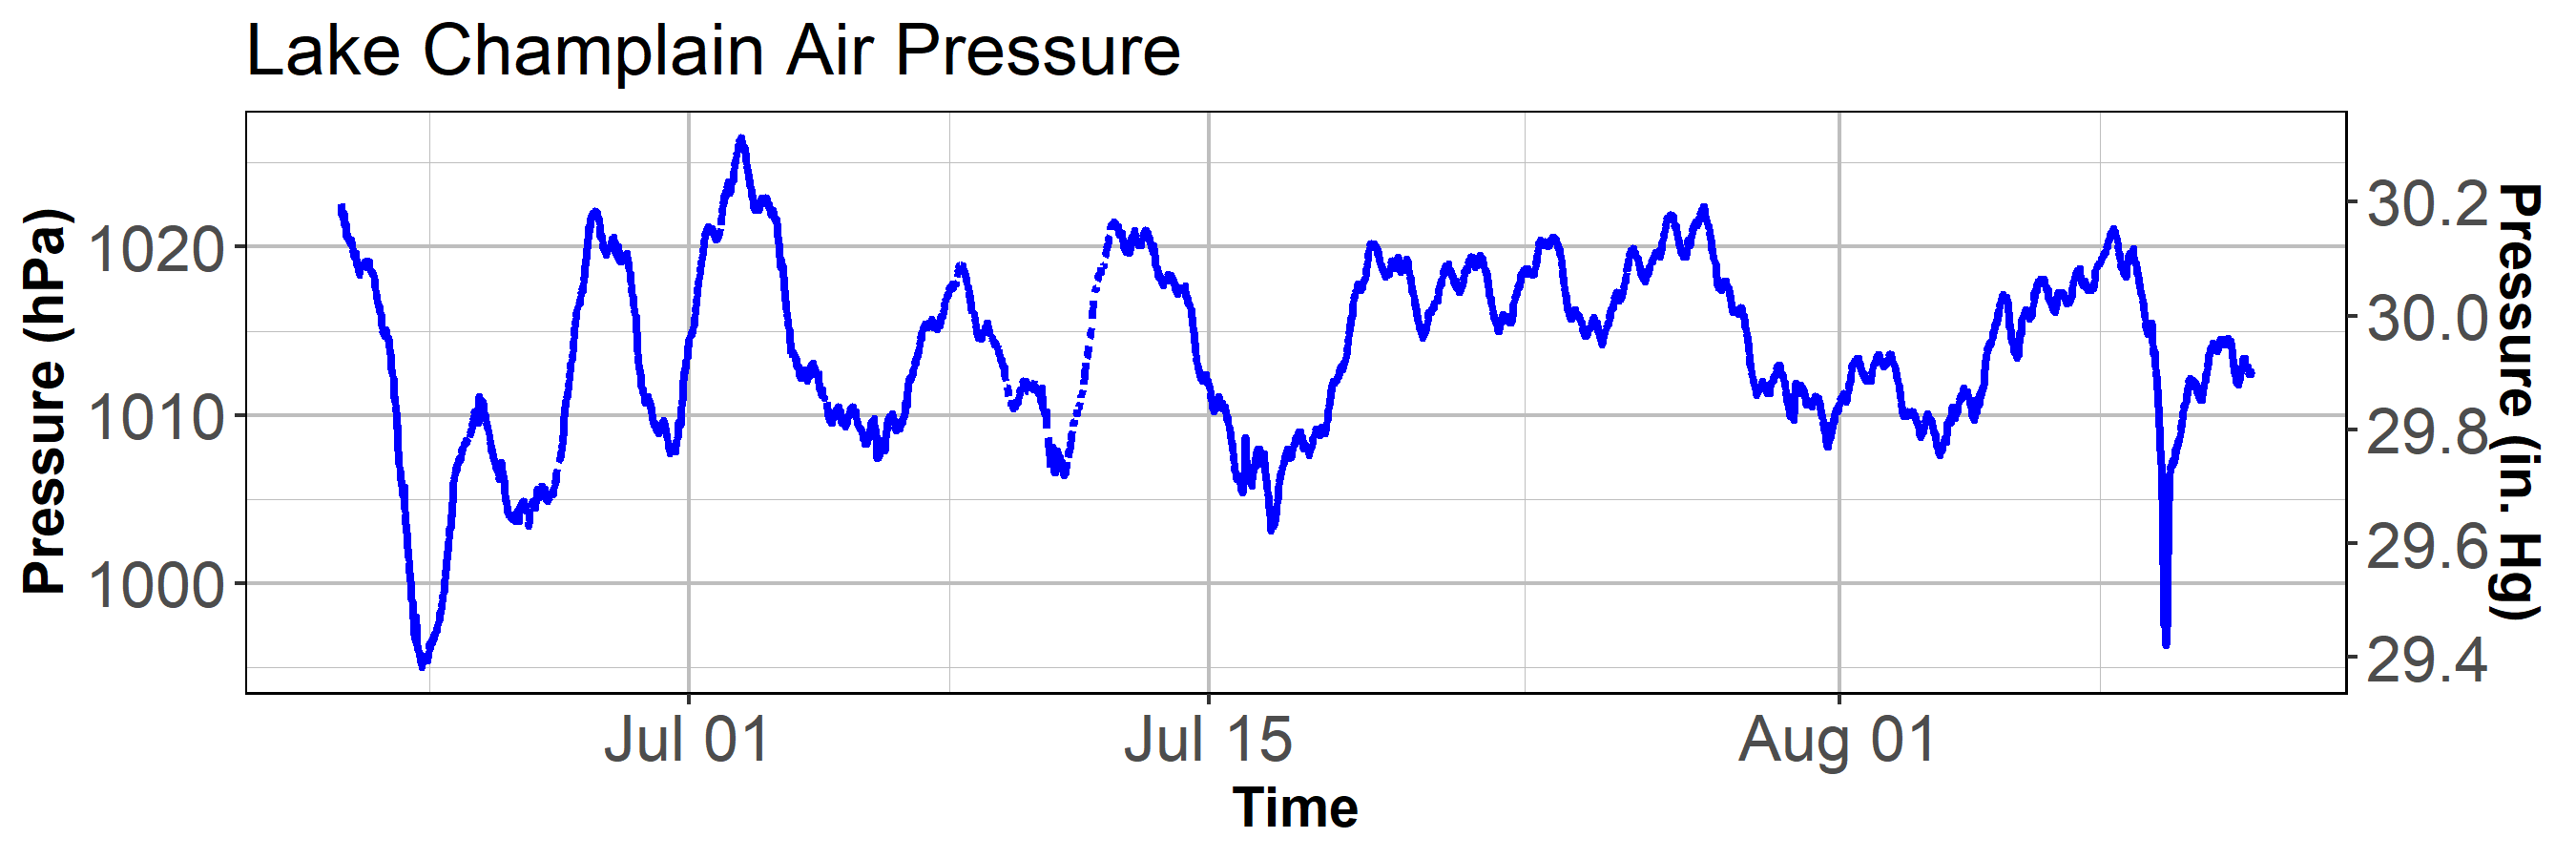 Lake Champlain Air Pressure
Pressure (hPa)
1020
1010
1000
30.2
30.0
29.8
29.6
29.4
Pressure (in. Hg)
Jul 01
Jul 15
Aug 01
Time